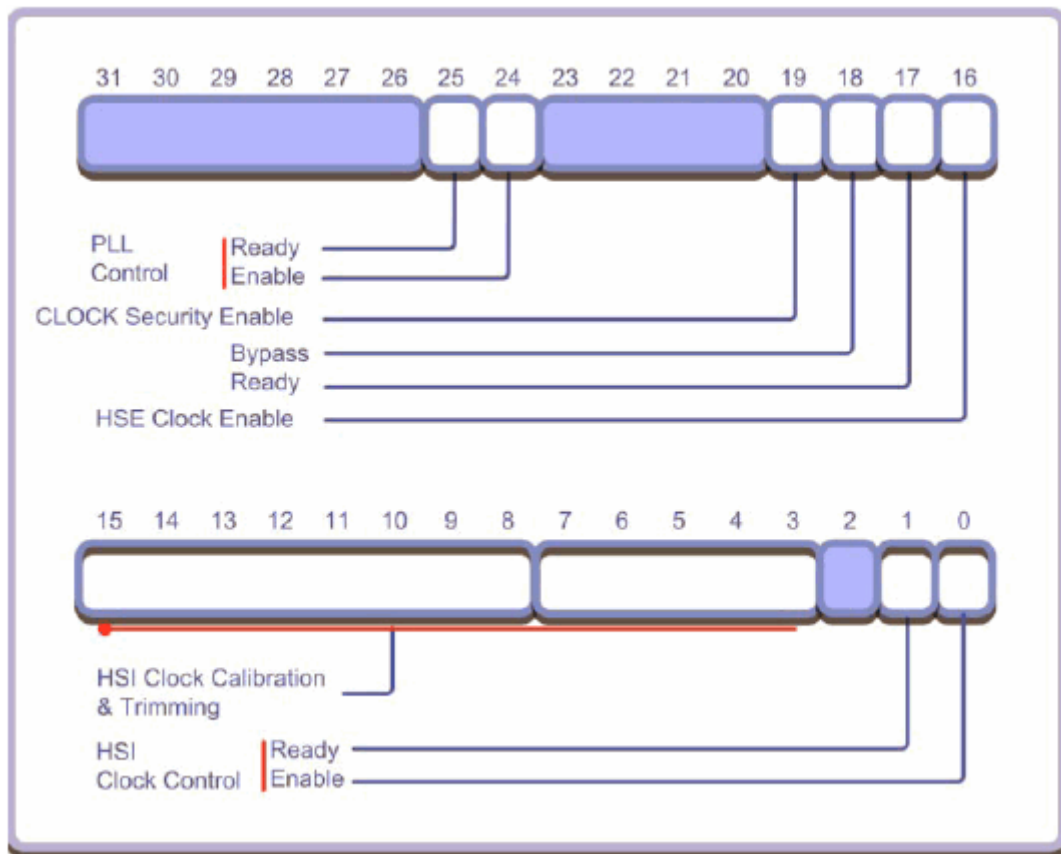 31 30 29 28 27 26 25 24 23 22 21 20 19 18 17 16
PLL
Control
Ready
Enable
CLOCK Security Enable
Bypass
Ready
HSE Clock Enable
15 14 13 12 11 10 9 8 7 6 5 4 3 2 1 0
HSI Clock Calibration
& Trimming
HSI
Clock Control
Ready
Enable